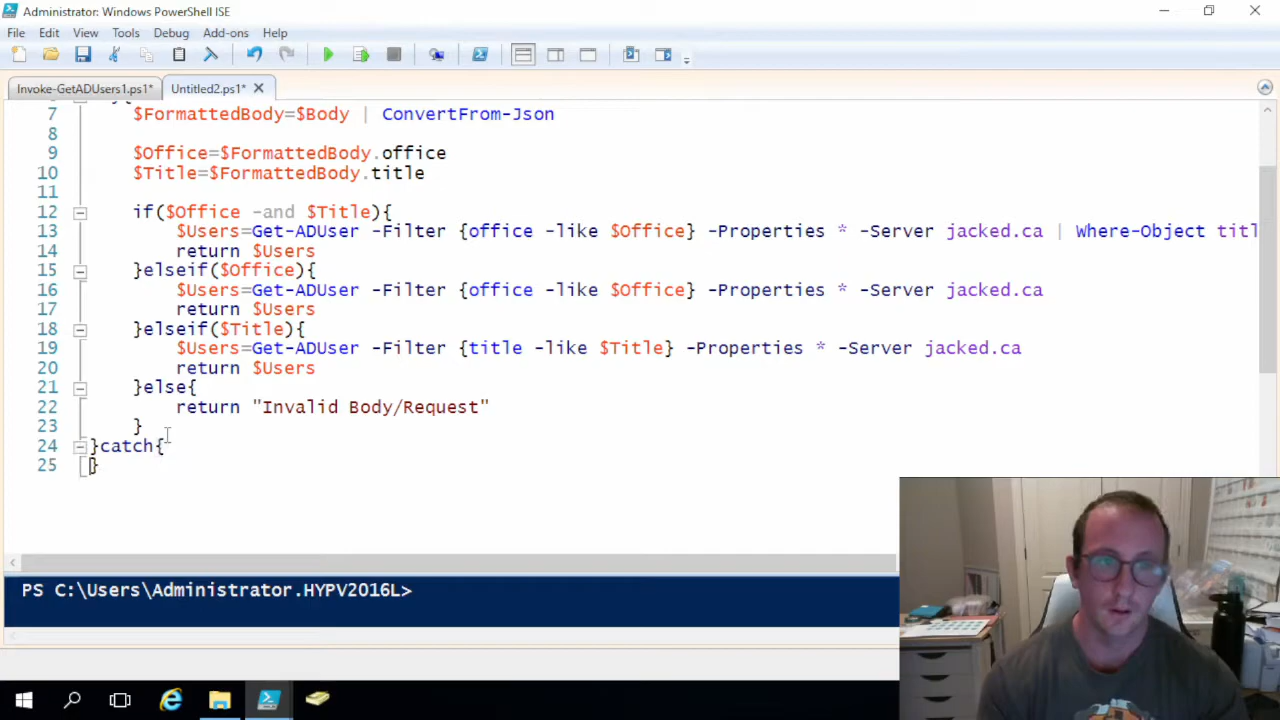 Administrator: Windows PowerShell ISE
File Edit View Tools Debug Add-ons Help
Invoke-GetADUsers1.ps1* Untitled2.ps1*
7 $FormattedBody=$Body | ConvertFrom-Json
8
9 $Office=$FormattedBody.office
10 $Title=$FormattedBody.title
11
12 if($Office -and $Title){
13 $Users=Get-ADUser -Filter {office -like $Office} -Properties * -Server jacked.ca | Where-Object titl
14 return $Users
15 }elseif($Office){
16 $Users=Get-ADUser -Filter {office -like $Office} -Properties * -Server jacked.ca
17 return $Users
18 }elseif($Title){
19 $Users=Get-ADUser -Filter {title -like $Title} -Properties * -Server jacked.ca
20 return $Users
21 }else{
22 return "Invalid Body/Request"
23 }
24 }catch{
25 }
PS C:\Users\Administrator.HYPV2016L>